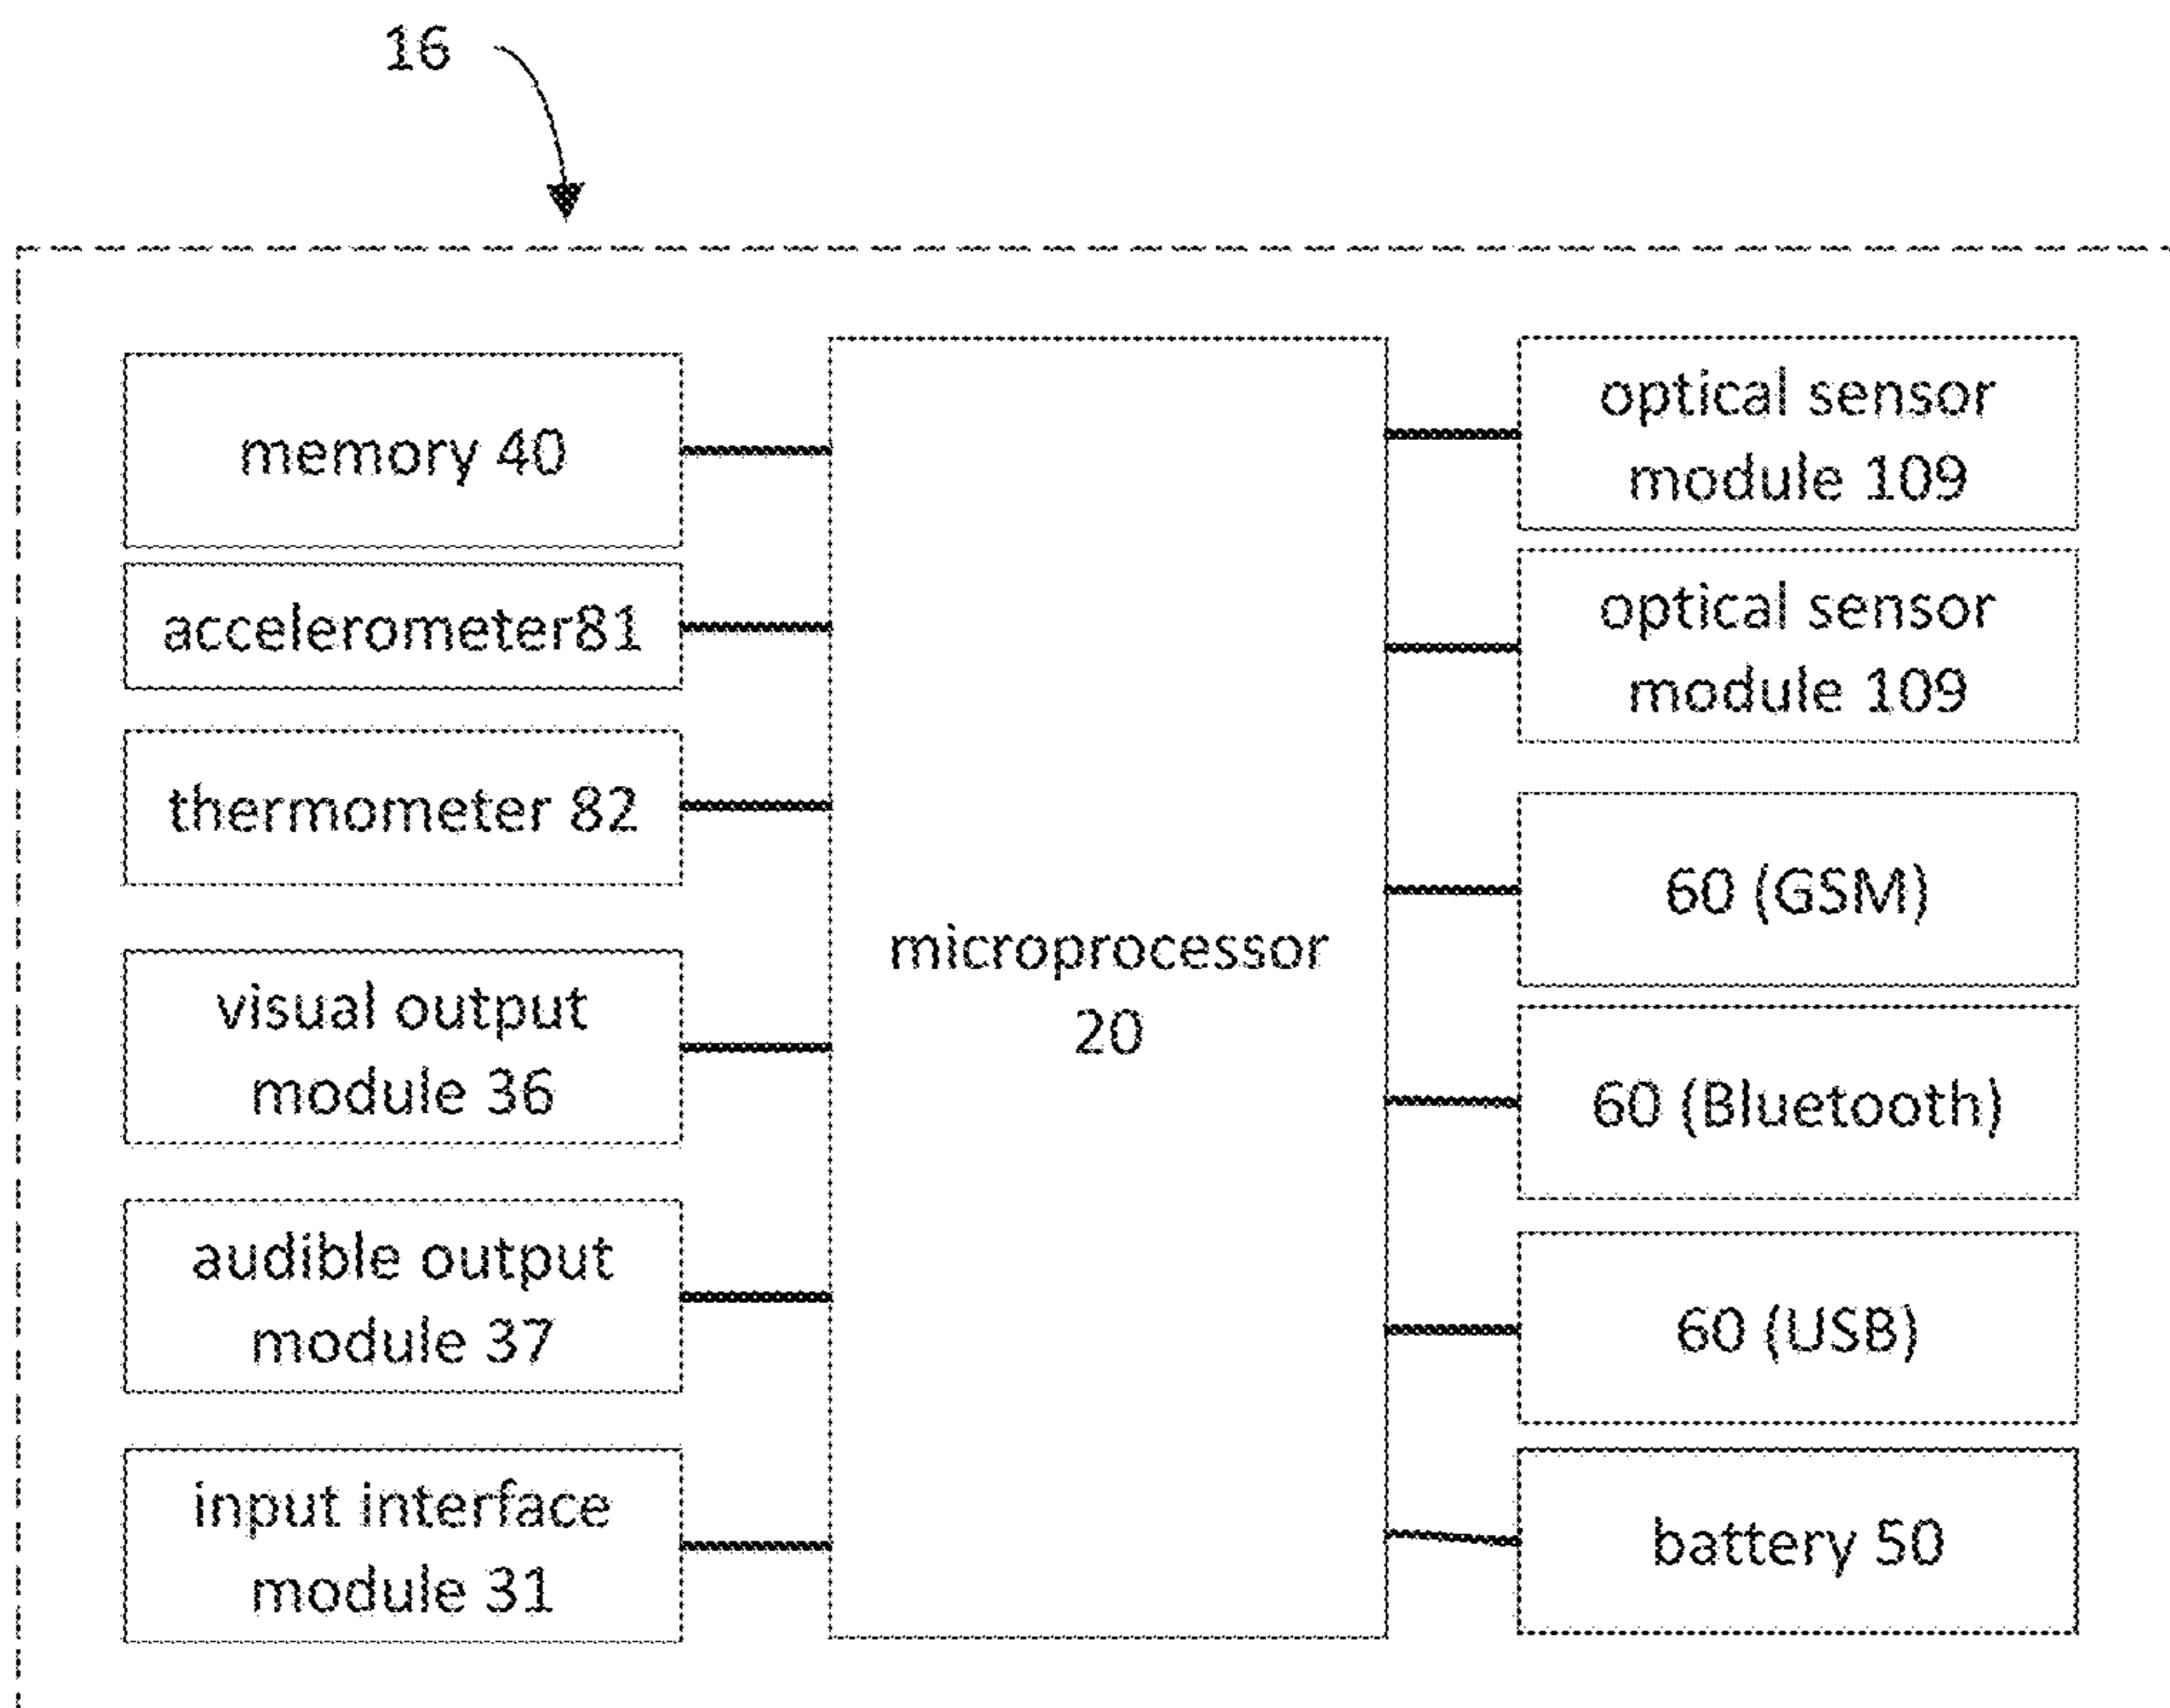 16
memory 40
accelerometer81
thermometer 82
visual output
module 36
audible output
module 37
input interface
module 31
microprocessor
20
optical sensor
module 109
optical sensor
module 109
60 (GSM)
60 (Bluetooth)
60 (USB)
battery 50